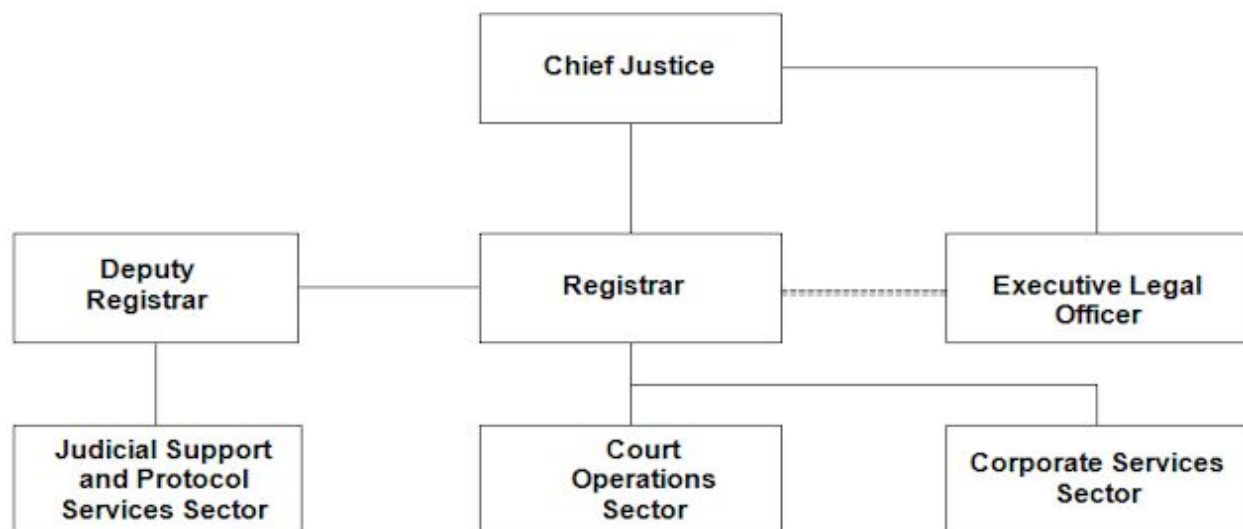 Chief Justice
Deputy
Registrar
Registrar
Executive Legal
Officer
Judicial Support
and Protocol
Services Sector
Court
Operations
Sector
Corporate Services
Sector